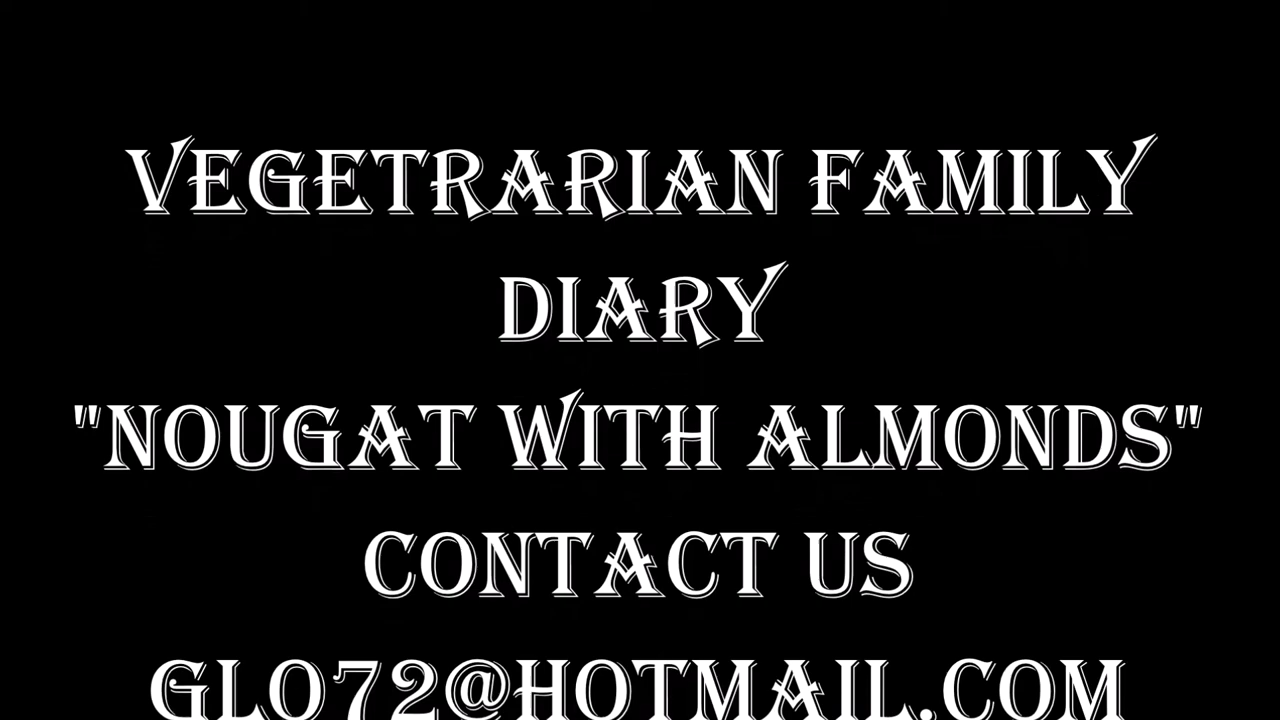 VEGETRARIAN FAMILY
DIARY
"NOUGAT WITH ALMONDS"
CONTACT US
GLO72@HOTMAIL.COM